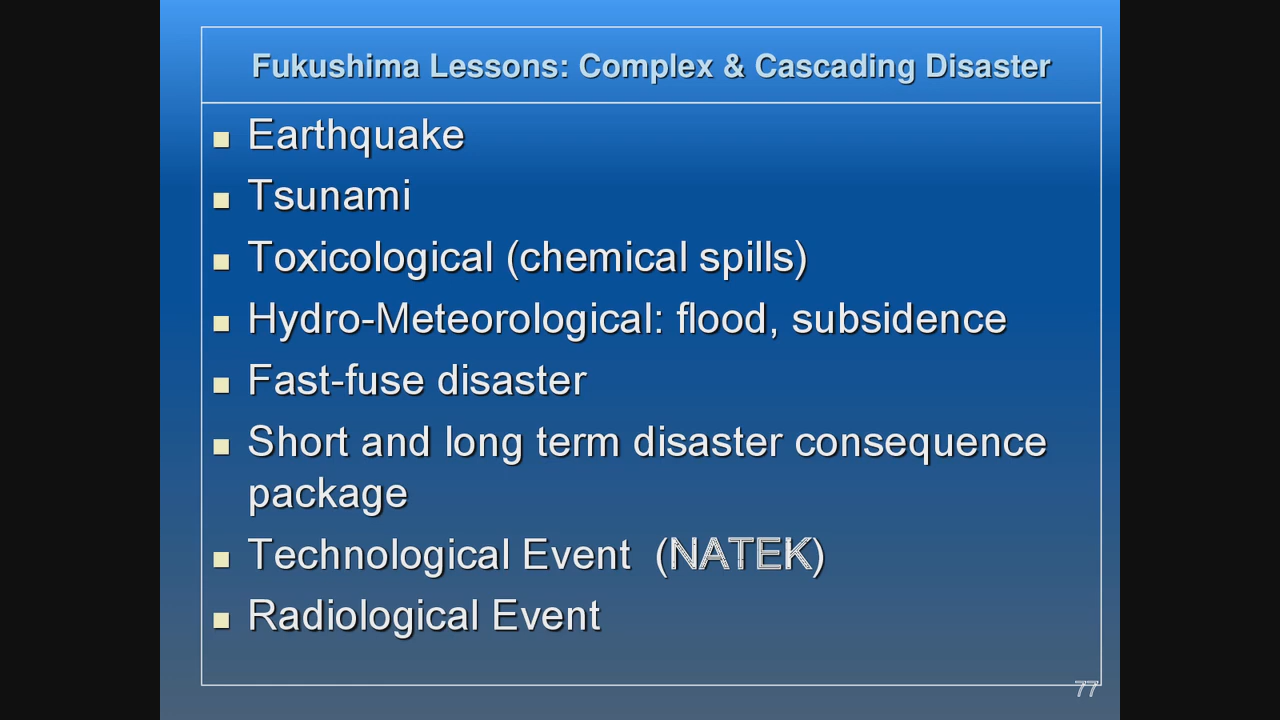 Fukushima Lessons: Complex & Cascading Disaster
Earthquake
Tsunami
Toxicological (chemical spills)
Hydro-Meteorological: flood, subsidence
Fast-fuse disaster
Short and long term disaster consequence
package
Technological Event (NATEK)
Radiological Event
77